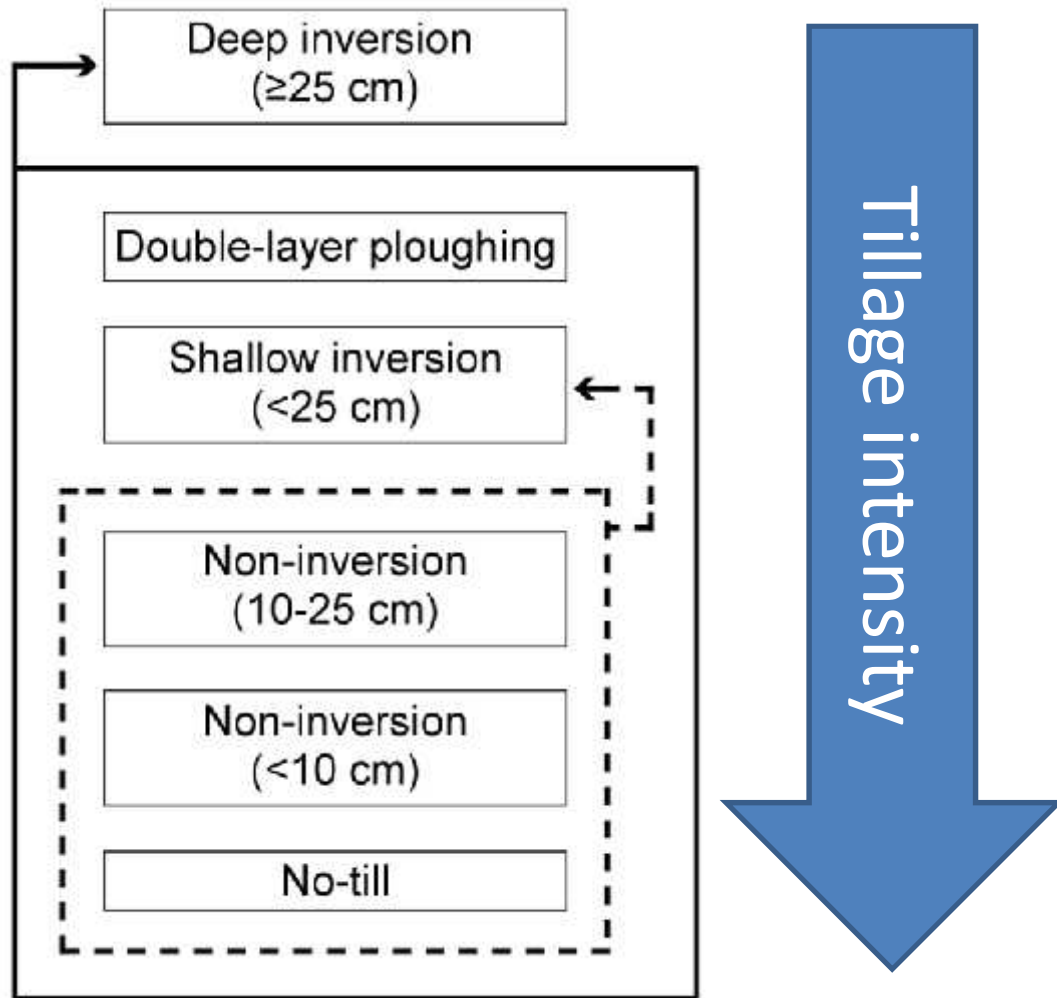 Deep inversion
(≥25 cm)
Double-layer ploughing
Shallow inversion
(<25 cm)
Non-inversion
(10-25 cm)
Non-inversion
(<10 cm)
No-till
Tillage intensity